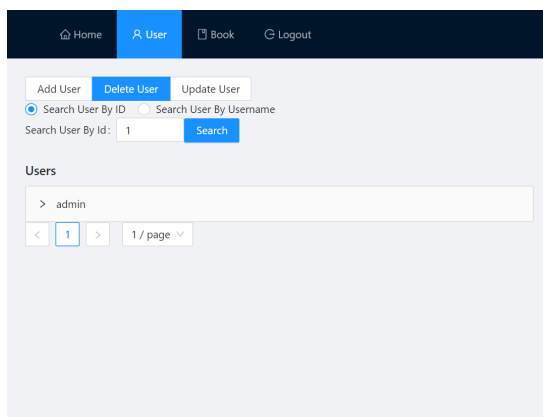 Home User Book Logout
Add User Delete User Update User
Search User By ID Search User By Username
Search User By Id: 1 Search
Users
> admin
< 1 > 1 / page